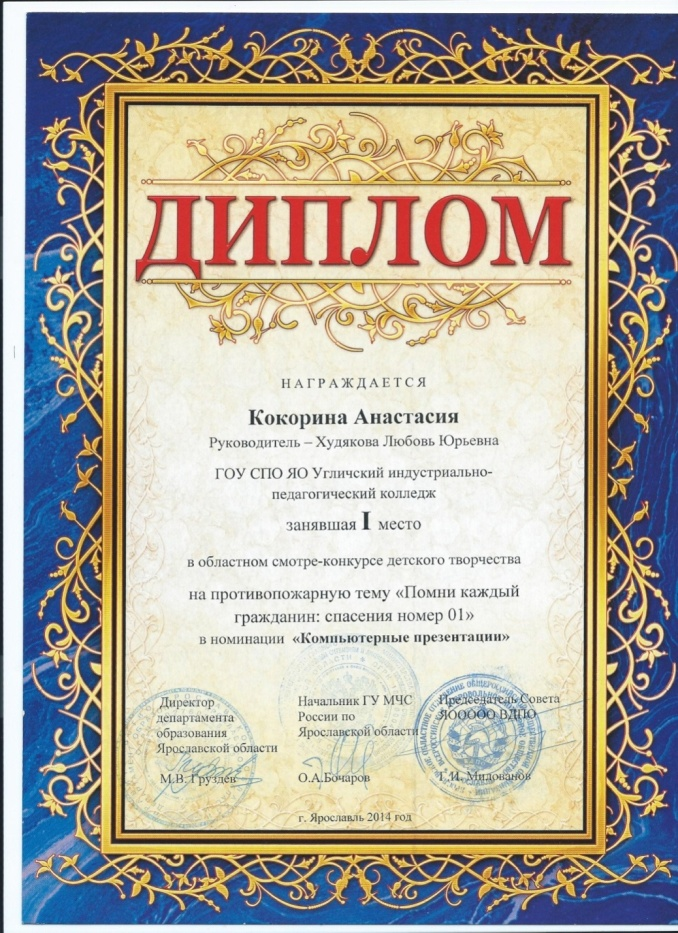 ДИПЛОМ
НАГРАЖДАЕТСЯ
Кокорина Анастасия
Руководитель – Худякова Любовь Юрьевна
ГОУ СПО ЯО Угличский индустриально-
педагогический колледж
занявшая I место
в областном смотре-конкурсе детского творчества
на противопожарную тему «Помни каждый
гражданин: спасения номер 01»
в номинации «Компьютерные презентации»
Директор
департамента
образования
Ярославской области
М.В. Груздев
Начальник ГУ МЧС
России по
Ярославской области
О.А.Бочаров
Председатель Совета
ЯООООО ВДПО
Г.И. Милованов
г. Ярославль 2014 год